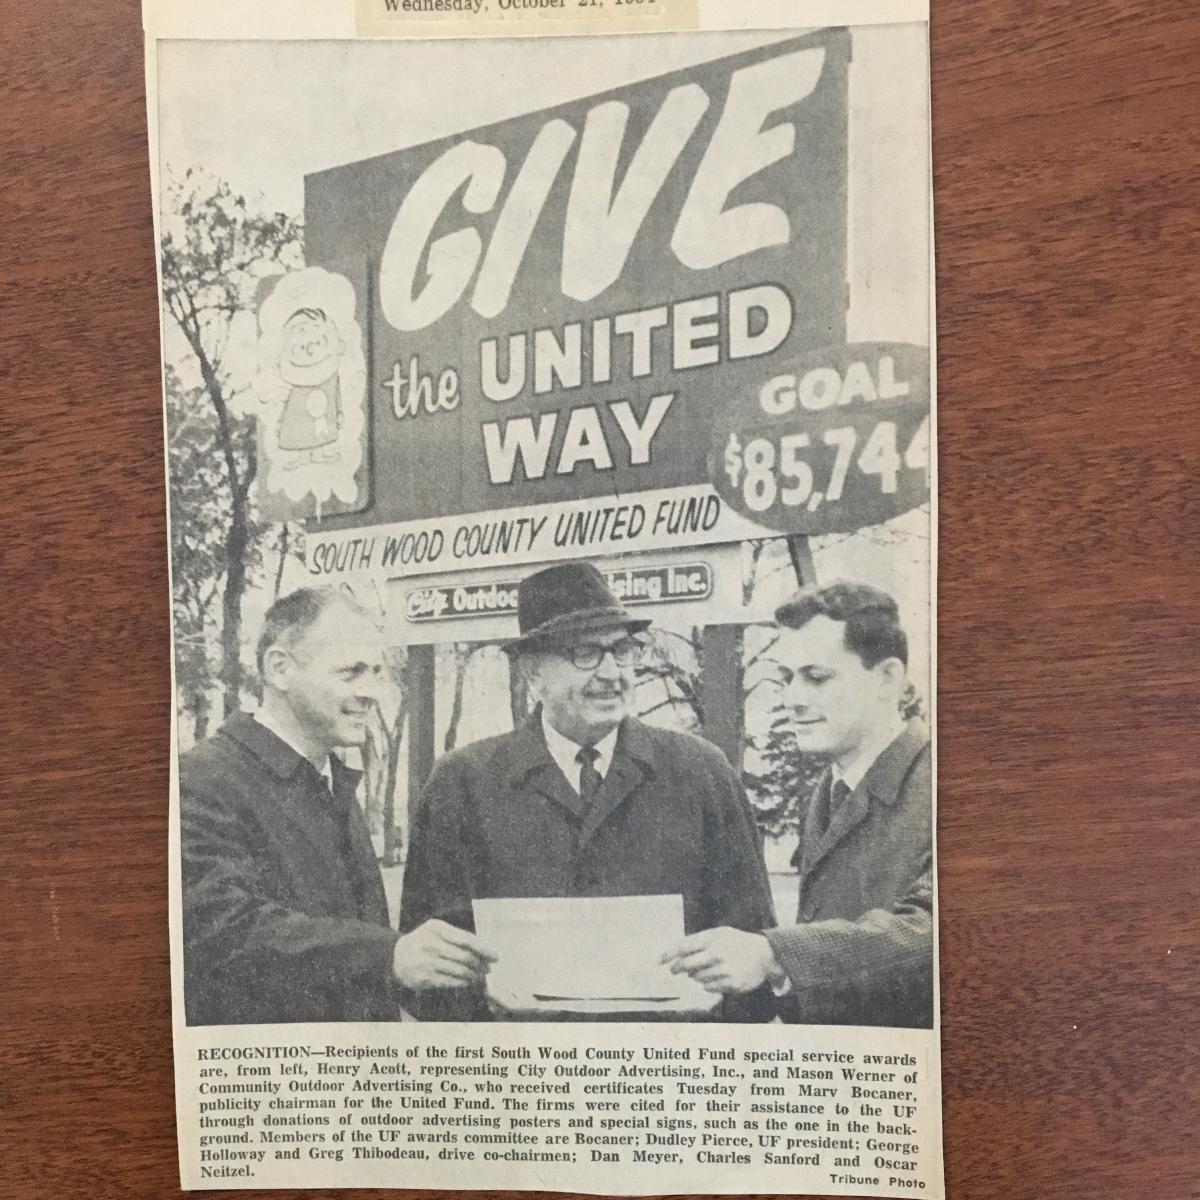 Wednesday, October 21,
GIVE
the UNITED
WAY
GOAL
$85,744
SOUTH WOOD COUNTY UNITED FUND
City Outdoo sing Inc.
RECOGNITION—Recipients of the first South Wood County United Fund special service awards
are, from left, Henry Acott, representing City Outdoor Advertising, Inc., and Mason Werner of
Community Outdoor Advertising Co., who received certificates Tuesday from Marv Bocaner,
publicity chairman for the United Fund. The firms were cited for their assistance to the UF
through donations of outdoor advertising posters and special signs, such as the one in the back-
ground. Members of the UF awards committee are Bocaner; Dudley Pierce, UF president; George
Holloway and Greg Thibodeau, drive co-chairmen; Dan Meyer, Charles Sanford and Oscar
Neitzel.
Tribune Photo